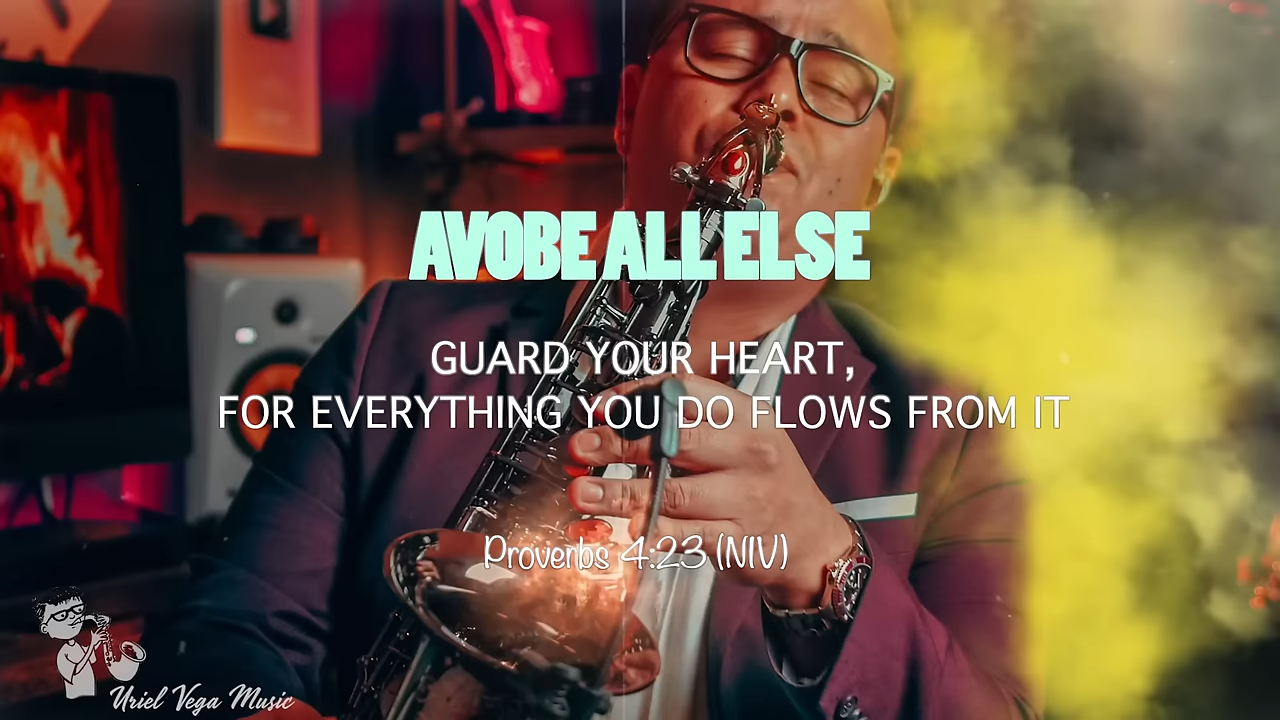 AVOBE ALL ELSE
GUARD YOUR HEART,
FOR EVERYTHING YOU DO FLOWS FROM IT
Proverbs 4:23 (NIV)
Uriel Vega Music